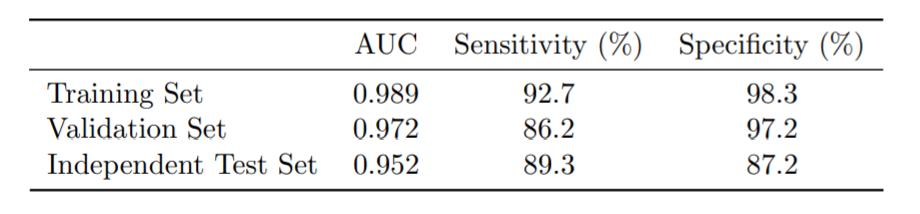 AUC Sensitivity (%) Specificity (%)
Training Set 0.989 92.7 98.3
Validation Set 0.972 86.2 97.2
Independent Test Set 0.952 89.3 87.2